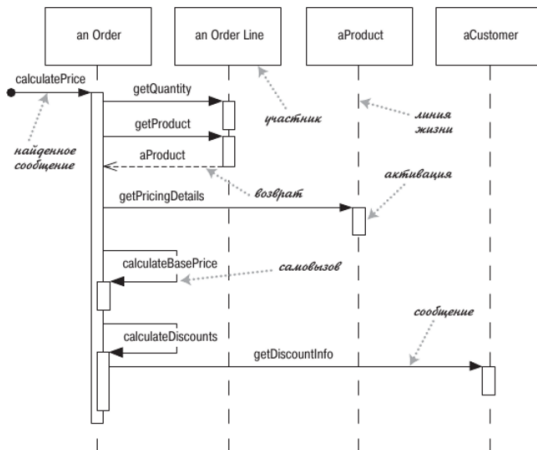 an Order
an Order Line
aProduct
aCustomer
calculatePrice
getQuantity
участник
линия
жизни
найденное
сообщение
getProduct
aProduct
возврат
активация
getPricingDetails
calculateBasePrice
самовызов
сообщение
calculateDiscounts
getDiscountInfo